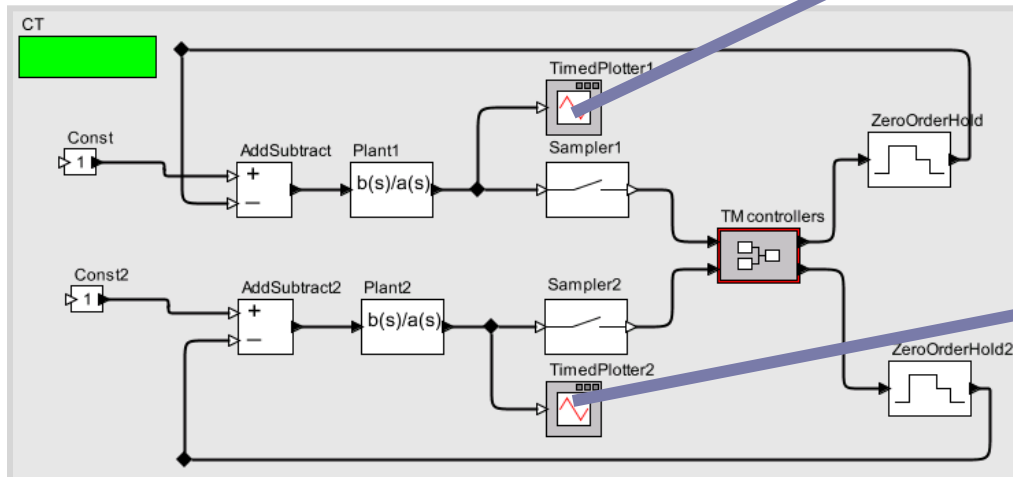 CT
TimedPlotter1
ZeroOrderHold
Const
1
AddSubtract
+
−
Plant1
b(s)/a(s)
Sampler1
TM controllers
Const2
1
AddSubtract2
+
−
Plant2
b(s)/a(s)
Sampler2
TimedPlotter2
ZeroOrderHold2